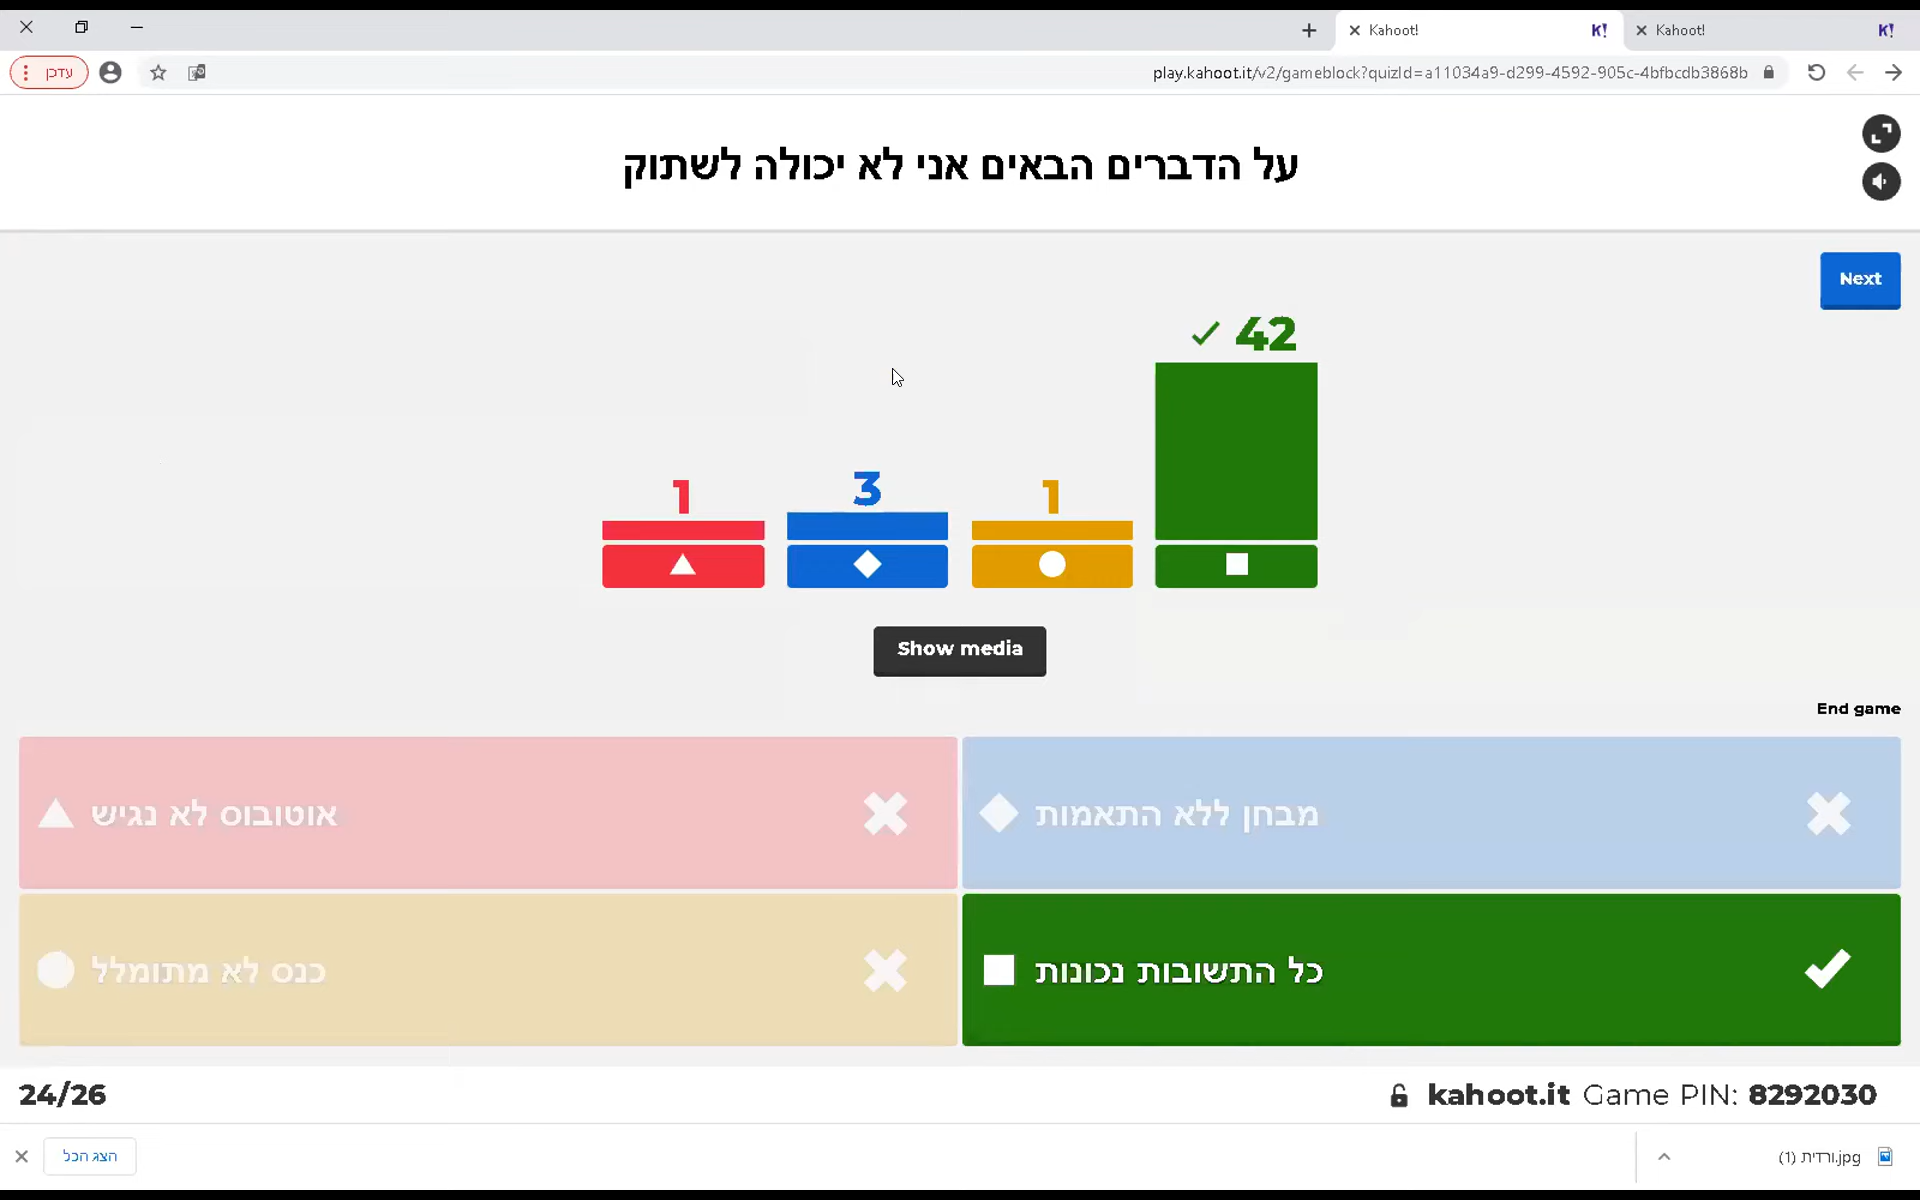 Kahoot!
K!
Kahoot!
K!
עדכן
play.kahoot.it/v2/gameblock?quizId=a11034a9-d299-4592-905c-4bfbcdb3868b
על הדברים הבאים אני לא יכולה לשתוק
Next
1
3
1
42
Show media
End game
אוטובוס לא נגיש
מבחן ללא התאמות
כנס לא מתומלל
כל התשובות נכונות
24/26
kahoot.it Game PIN: 8292030
הצג הכל
ורדית (1).jpg